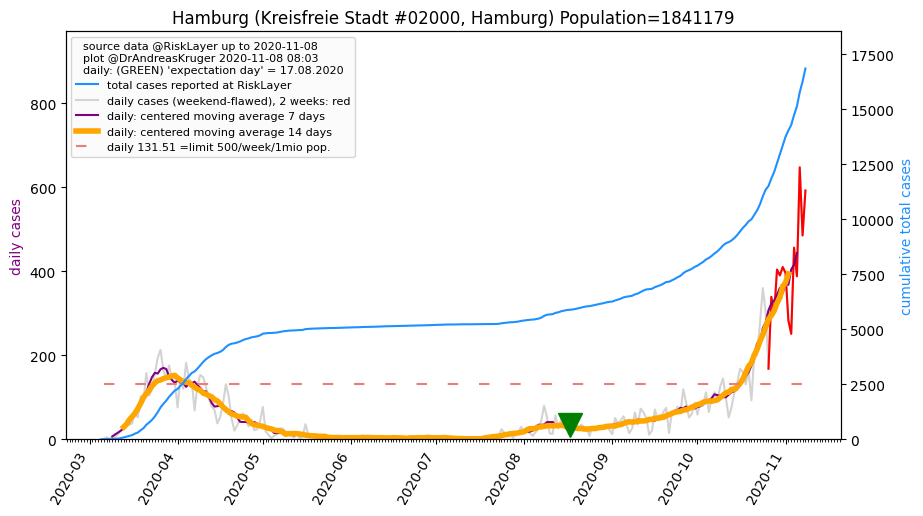 Hamburg (Kreisfreie Stadt #02000, Hamburg) Population=1841179
source data @RiskLayer up to 2020-11-08
plot @DrAndreasKruger 2020-11-08 08:03
daily: (GREEN) 'expectation day' = 17.08.2020
total cases reported at RiskLayer
daily cases (weekend-flawed), 2 weeks: red
daily: centered moving average 7 days
daily: centered moving average 14 days
daily 131.51 =limit 500/week/1mio pop.
daily cases
800
600
400
200
0
17500
15000
12500
10000
7500
5000
2500
0
cumulative total cases
2020-03
2020-04
2020-05
2020-06
2020-07
2020-08
2020-09
2020-10
2020-11